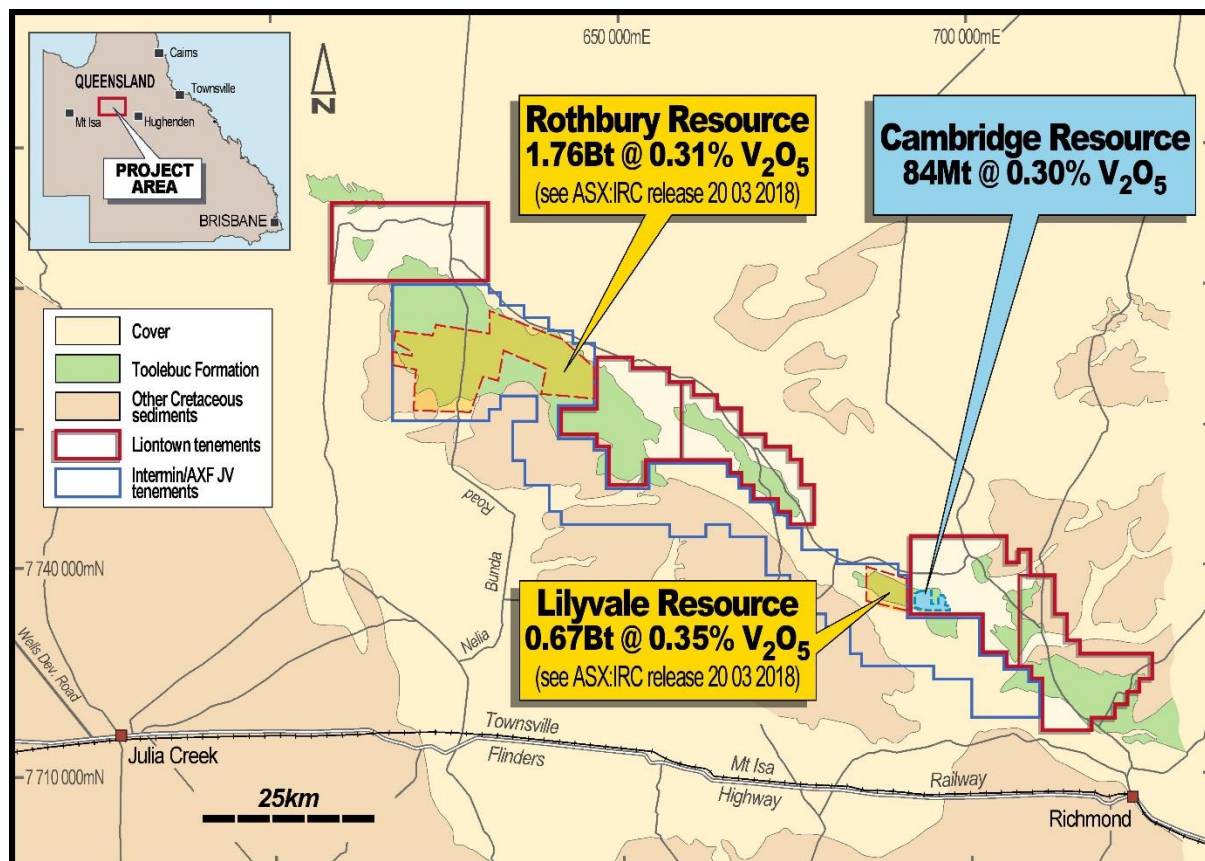 650 000mE
700 000mE
Cairns
QUEENSLAND
Townsville
Mt Isa
Hughenden
PROJECT
AREA
BRISBANE
N
Rothbury Resource
1.76Bt @ 0.31% V₂O₅
(see ASX:IRC release 20 03 2018)
Cambridge Resource
84Mt @ 0.30% V₂O₅
Cover
Toolebuc Formation
Other Cretaceous
sediments
Liontown tenements
Intermin/AXF JV
tenements
Road
Bunda
Nelia
7 740 000mN
Lilyvale Resource
0.67Bt @ 0.35% V₂O₅
(see ASX:IRC release 20 03 2018)
Wells Dev. Road
Julia Creek
Townsville
Flinders
Mt Isa
Highway
Railway
7 710 000mN
25km
Richmond